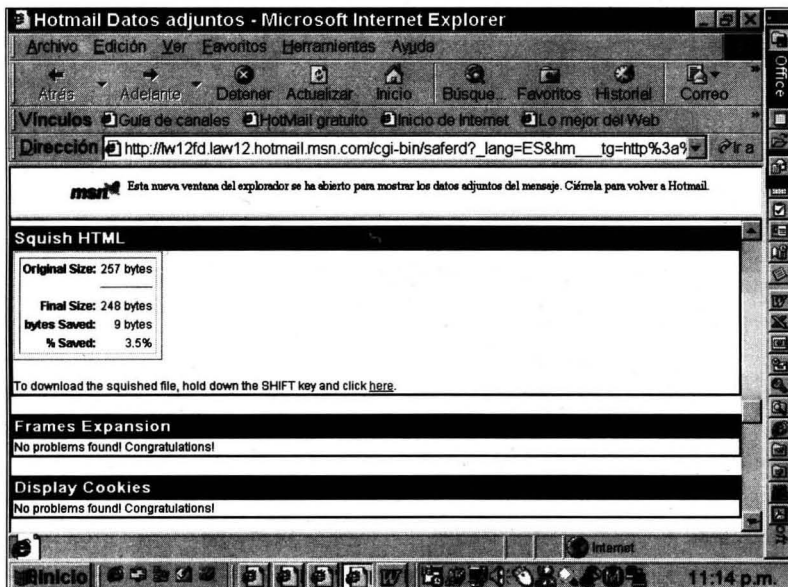 Hotmail Datos adjuntos - Microsoft Internet Explorer
Archivo Edición Ver Favoritos Herramientas Ayuda
Atrás Adelante Detener Actualizar Inicio Búsque... Favoritos Historial Correo
Vínculos Guía de canales HotMail gratuito Inicio de Internet Lo mejor del Web
Dirección http://lw12fd.law12.hotmail.msn.com/cgi-bin/saferd?_lang=ES&hm___tg=http%3a% Ir a
msn Esta nueva ventana del explorador se ha abierto para mostrar los datos adjuntos del mensaje. Ciérrela para volver a Hotmail.
Squish HTML
Original Size: 257 bytes
Final Size: 248 bytes
bytes Saved: 9 bytes
% Saved: 3.5%
To download the squished file, hold down the SHIFT key and click here.
Frames Expansion
No problems found! Congratulations!
Display Cookies
No problems found! Congratulations!
Internet
Inicio 11:14 p.m.
Office